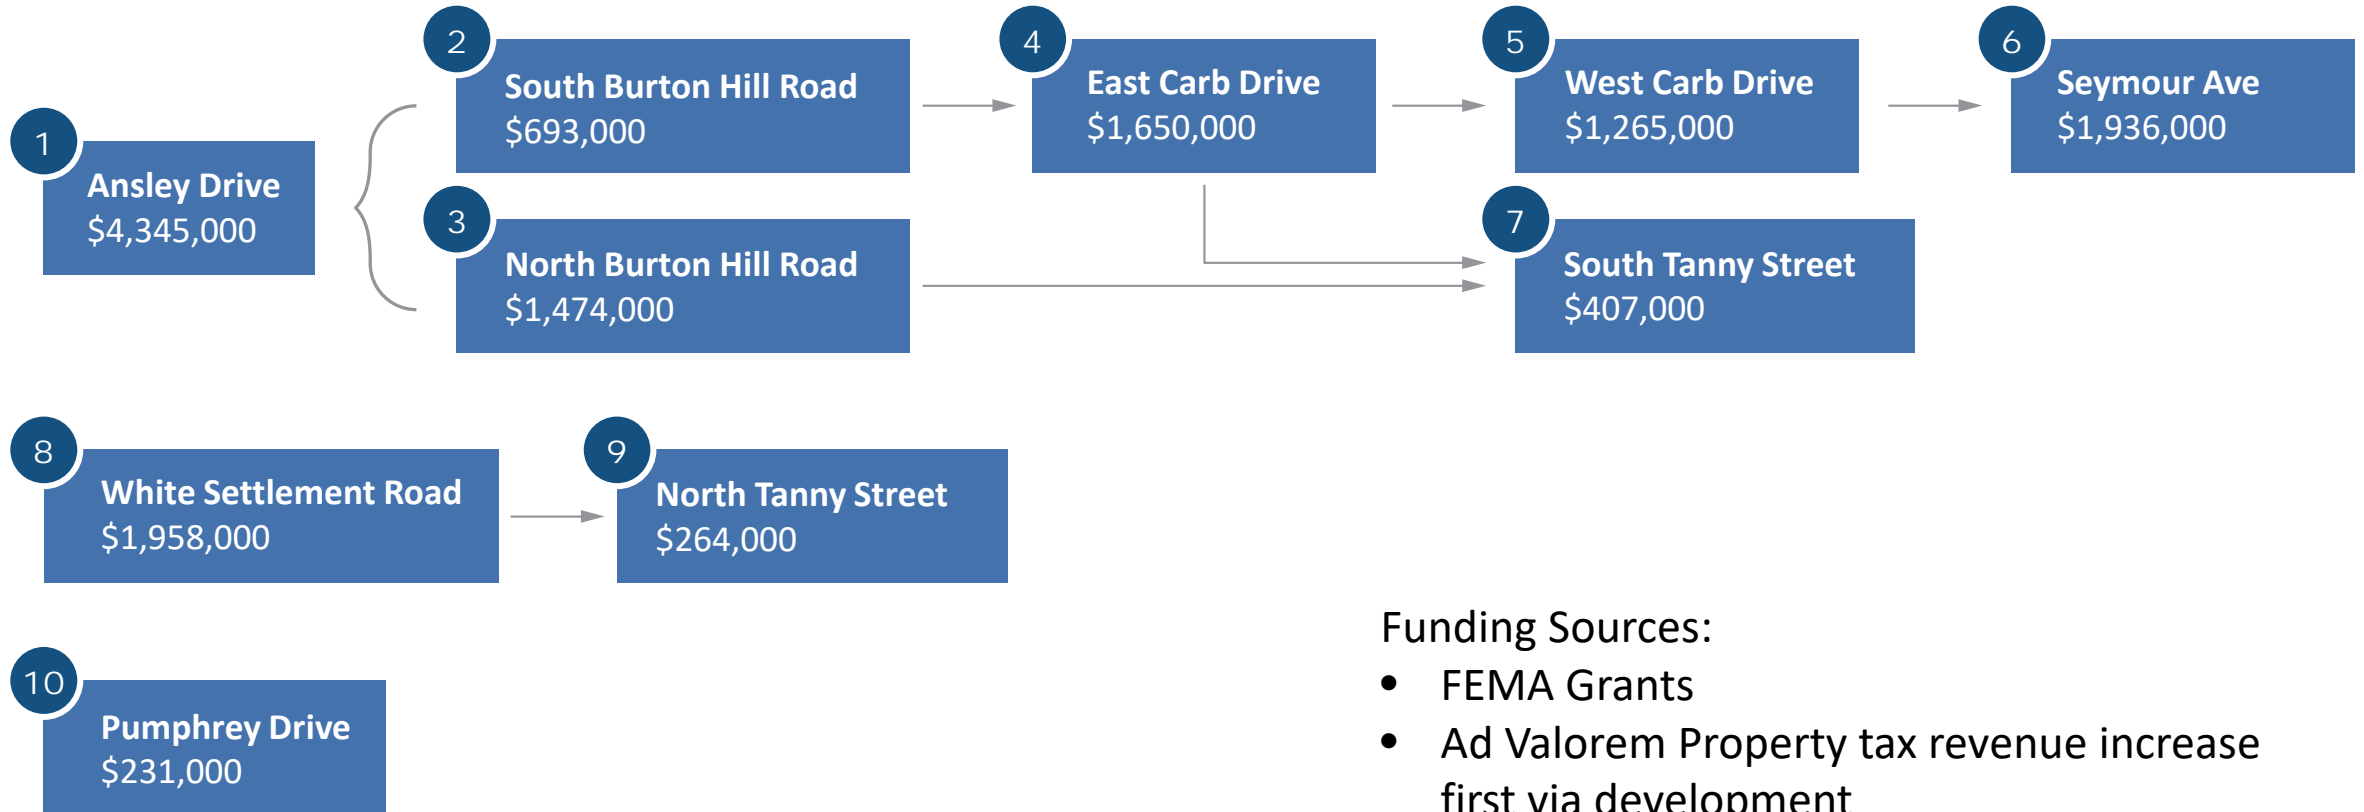 1
Ansley Drive
$4,345,000
2
South Burton Hill Road
$693,000
3
North Burton Hill Road
$1,474,000
4
East Carb Drive
$1,650,000
5
West Carb Drive
$1,265,000
6
Seymour Ave
$1,936,000
7
South Tanny Street
$407,000
8
White Settlement Road
$1,958,000
9
North Tanny Street
$264,000
10
Pumphrey Drive
$231,000
Funding Sources:
• FEMA Grants
• Ad Valorem Property tax revenue increase
first via development